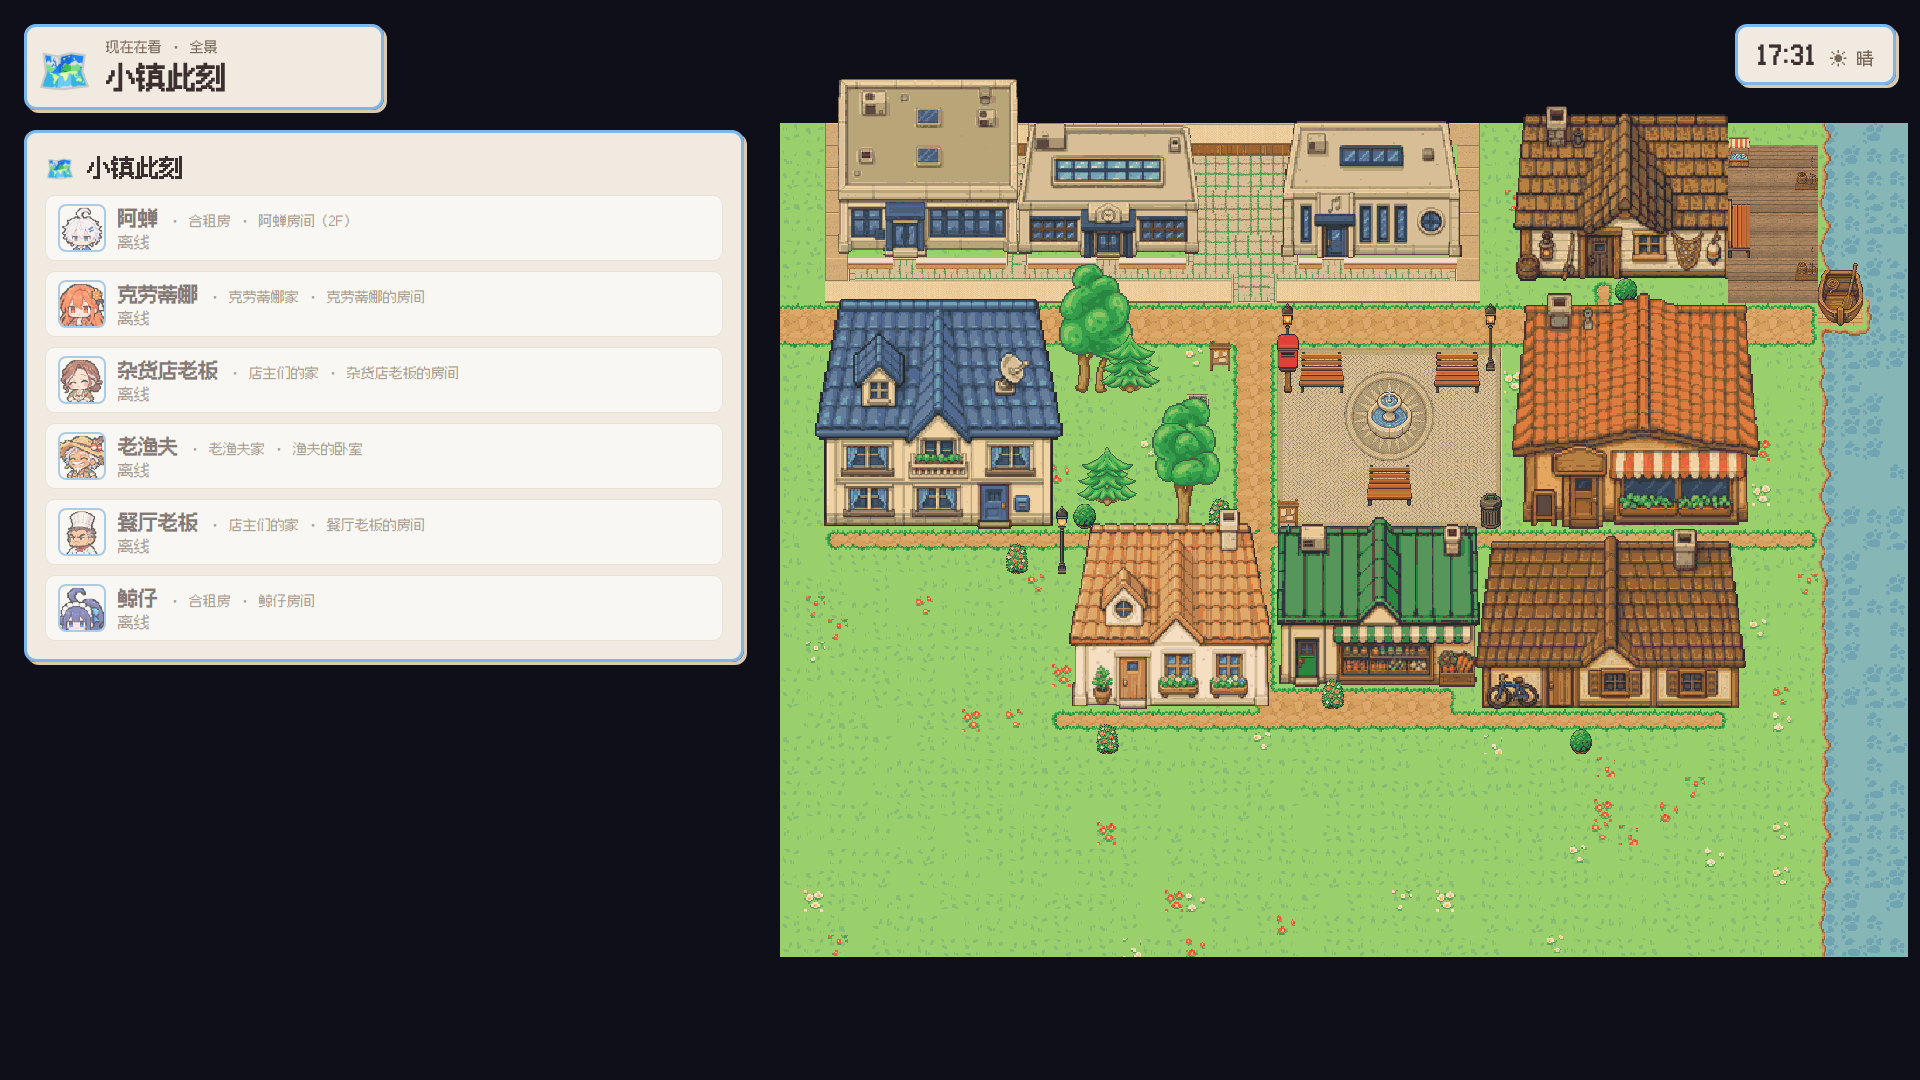 现在在看 · 全景
小镇此刻
17:31 晴
小镇此刻
阿蝉 · 合租房 · 阿蝉房间（2F）
离线
克劳蒂娜 · 克劳蒂娜家 · 克劳蒂娜的房间
离线
杂货店老板 · 店主们的家 · 杂货店老板的房间
离线
老渔夫 · 老渔夫家 · 渔夫的卧室
离线
餐厅老板 · 店主们的家 · 餐厅老板的房间
离线
鲸仔 · 合租房 · 鲸仔房间
离线